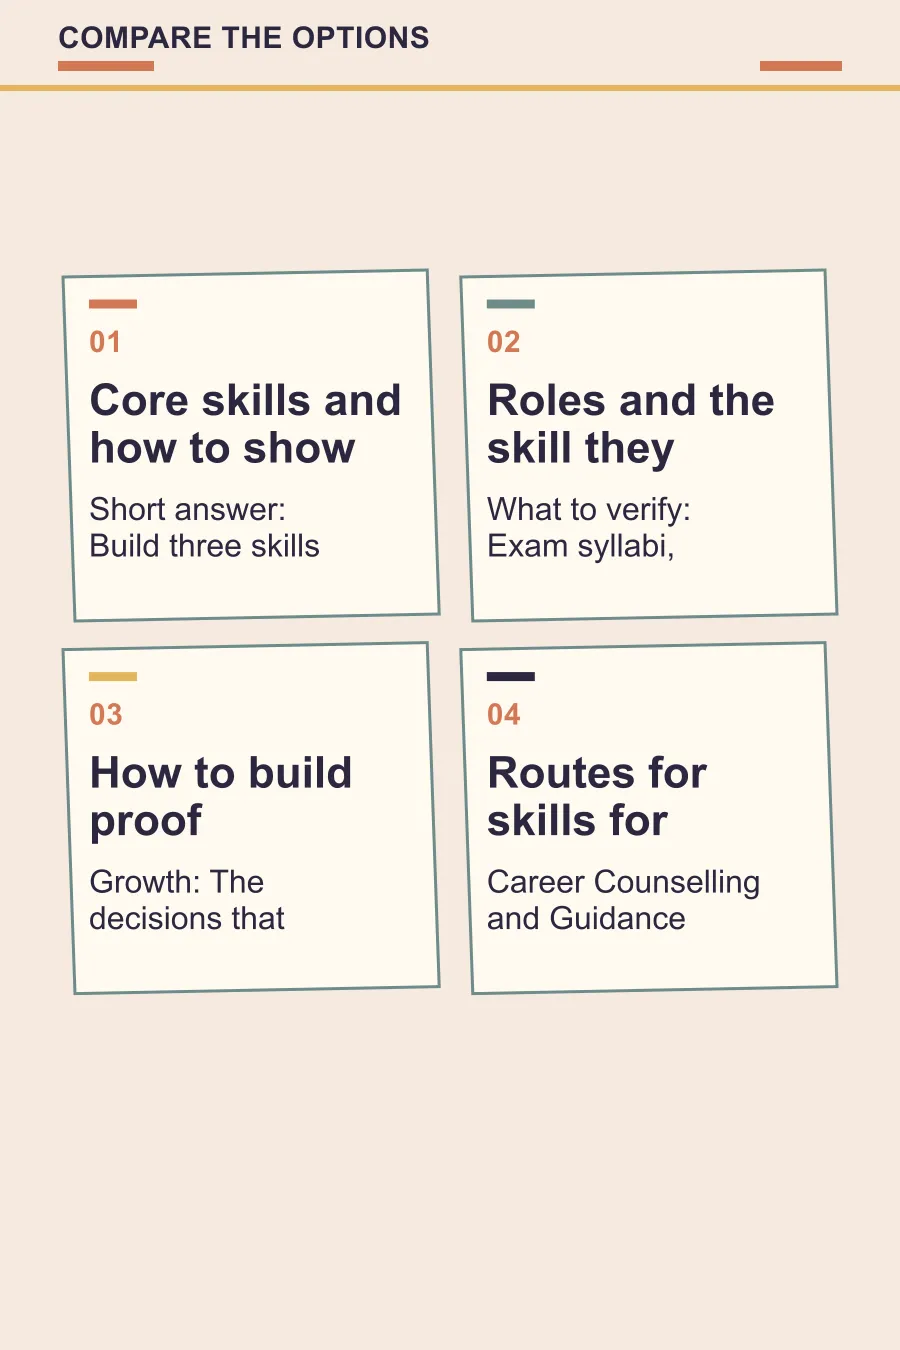 COMPARE THE OPTIONS
01
Core skills and
how to show
Short answer:
Build three skills
02
Roles and the
skill they
What to verify:
Exam syllabi,
03
How to build
proof
Growth: The
decisions that
04
Routes for
skills for
Career Counselling
and Guidance